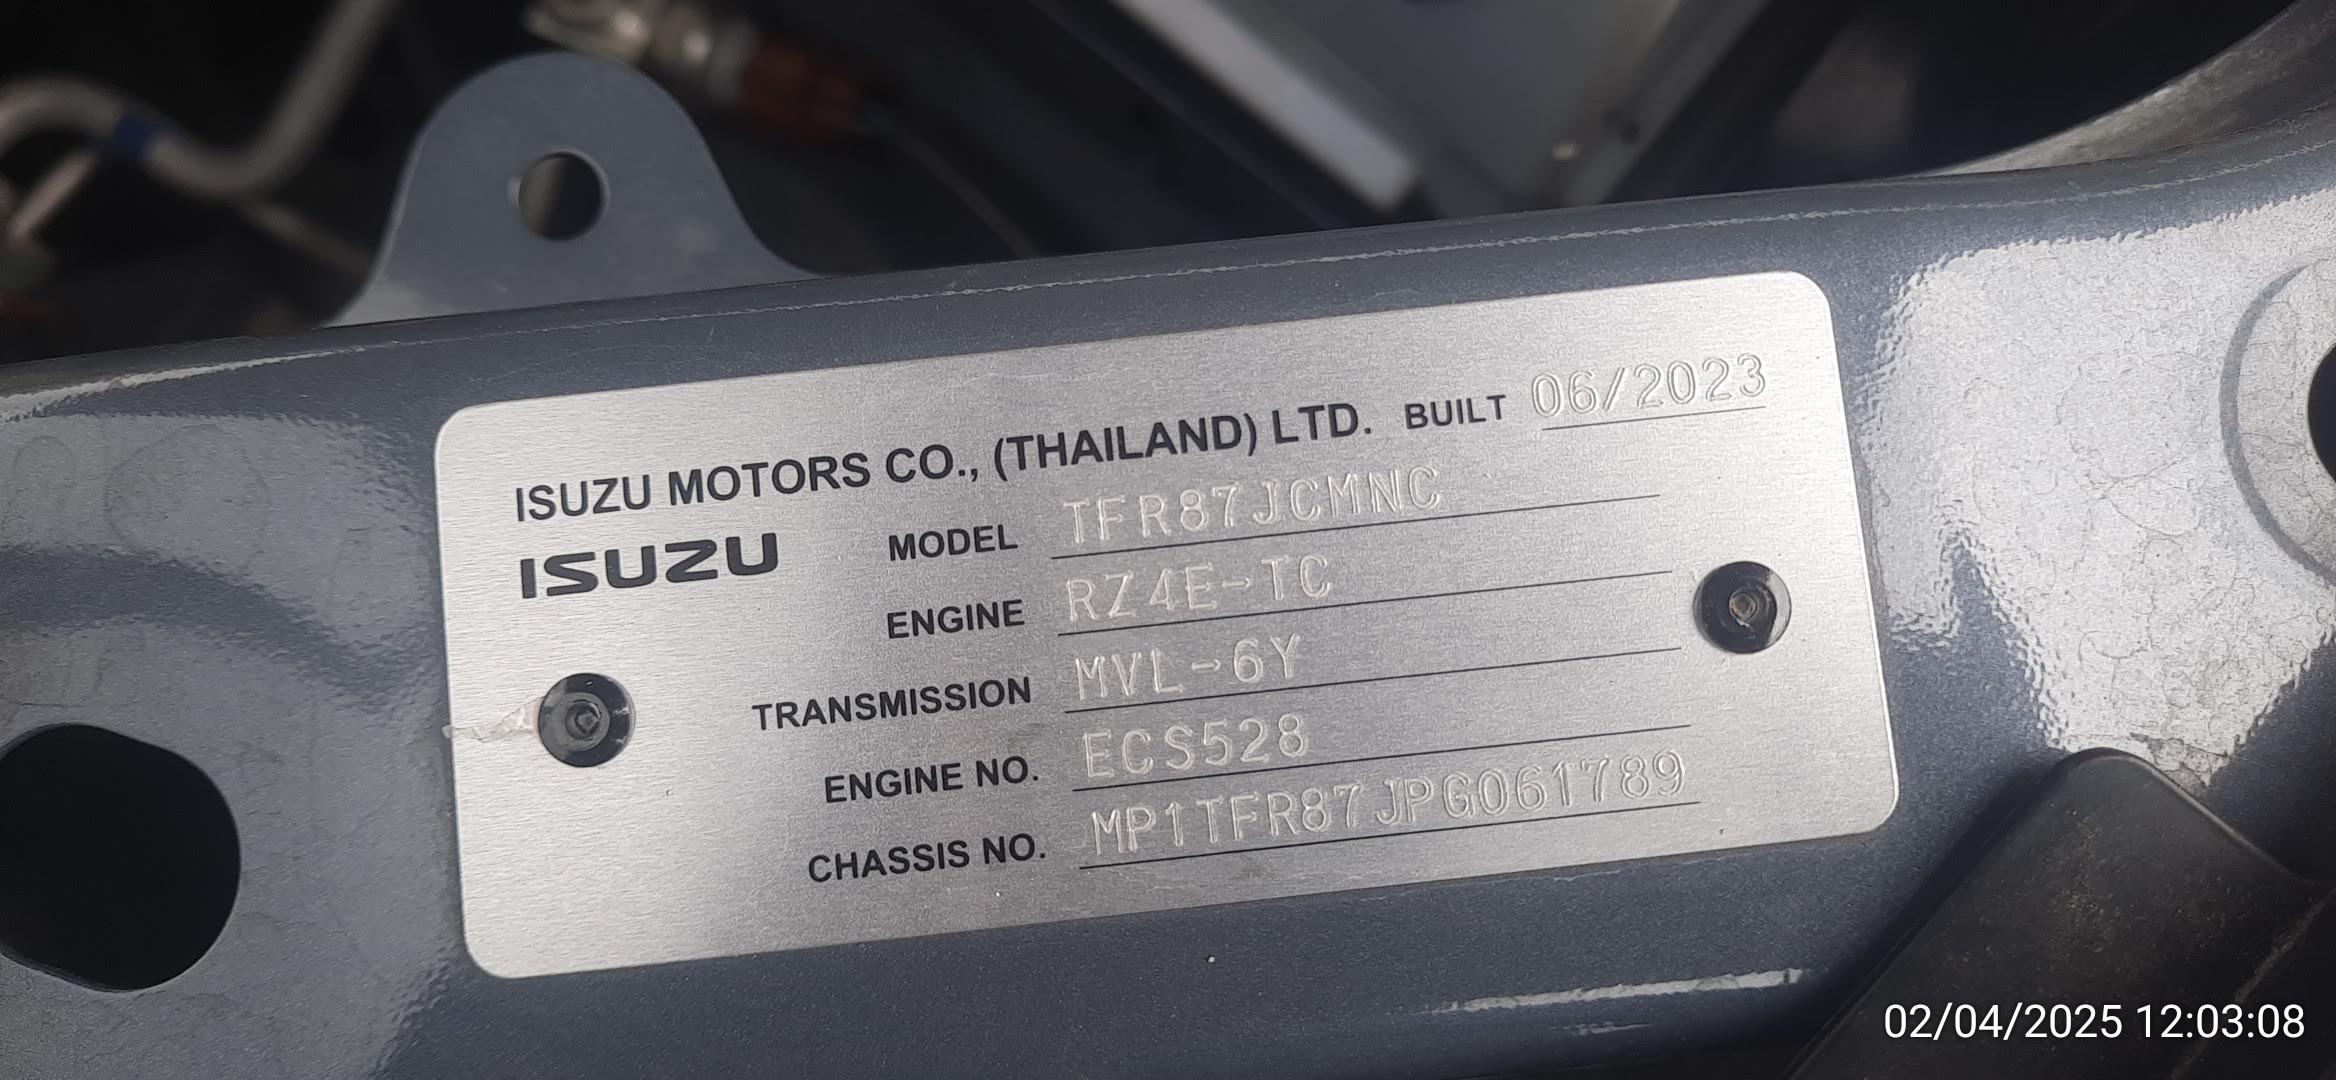 ISUZU MOTORS CO., (THAILAND) LTD. BUILT 06/2023
ISUZU MODEL TFR87JCMNC
ENGINE RZ4E-TC
TRANSMISSION MVL-6Y
ENGINE NO. ECS528
CHASSIS NO. MP1TFR87JPG061789
02/04/2025 12:03:08